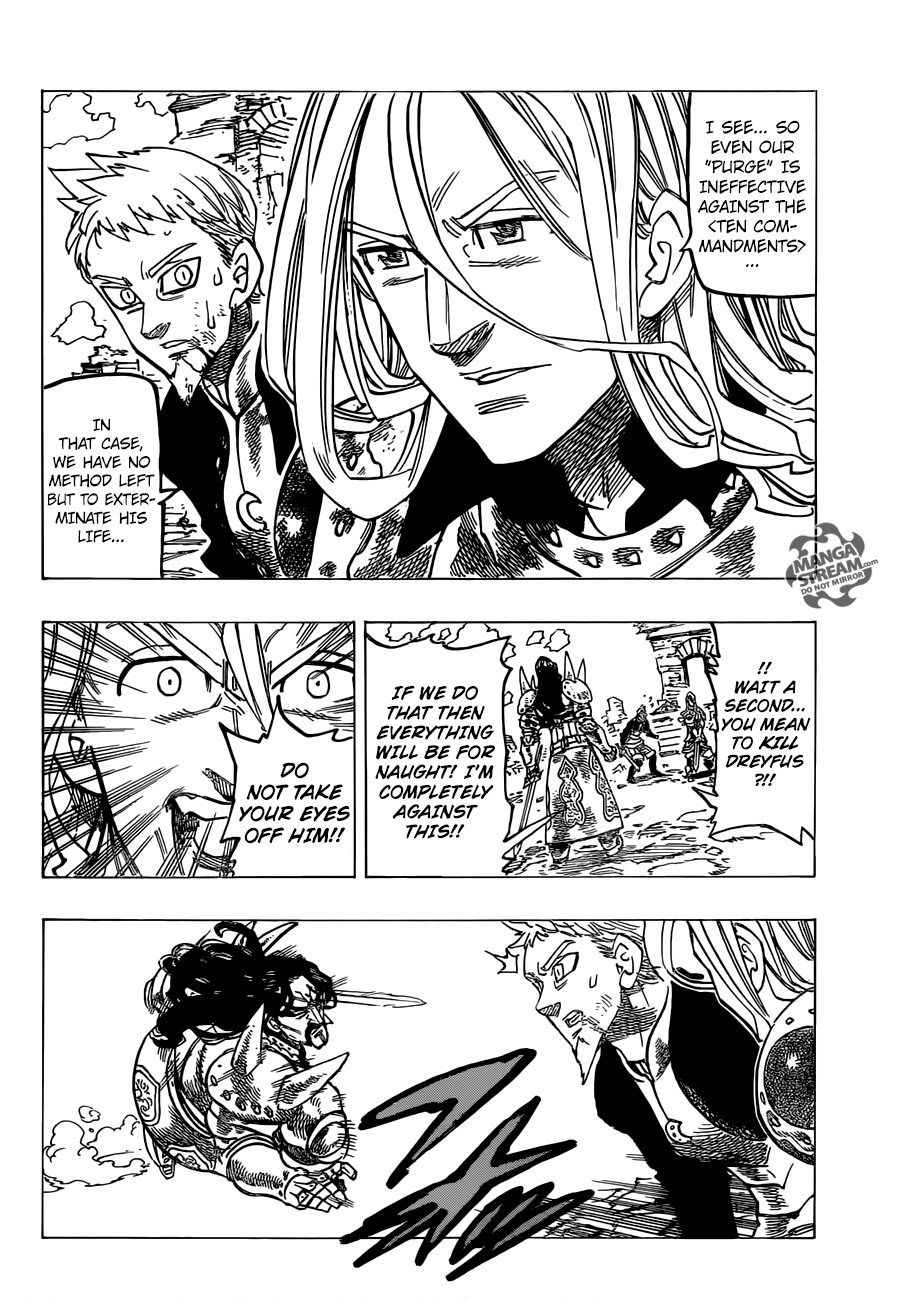 I SEE... SO
EVEN OUR
"PURGE" IS
INEFFECTIVE
AGAINST THE
<TEN COM-
MANDMENTS>
...
IN
THAT CASE,
WE HAVE NO
METHOD LEFT
BUT TO EXTER-
MINATE HIS
LIFE...
MANGA
STREAM.com
DO NOT MIRROR
!!
WAIT A
SECOND...
YOU MEAN
TO KILL
DREYFUS
?!!
IF WE DO
THAT THEN
EVERYTHING
WILL BE FOR
NAUGHT! I'M
COMPLETELY
AGAINST
THIS!!
DO
NOT TAKE
YOUR EYES
OFF HIM!!